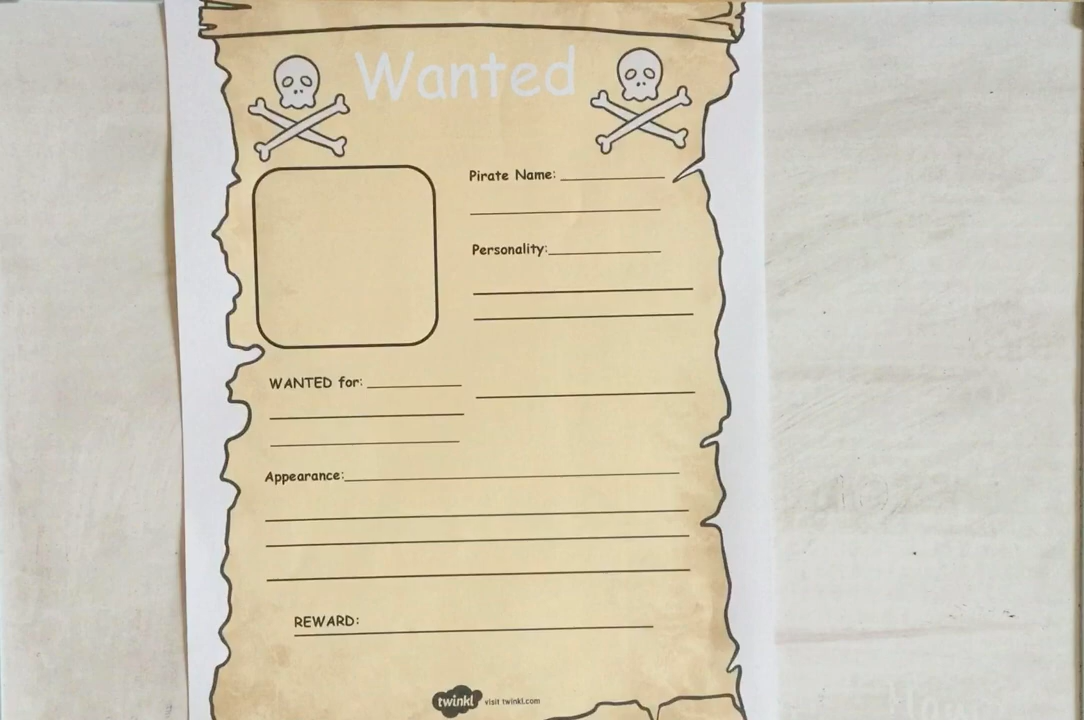 Wanted
Pirate Name:
Personality:
WANTED for:
Appearance:
REWARD:
twinkl visit twinkl.com